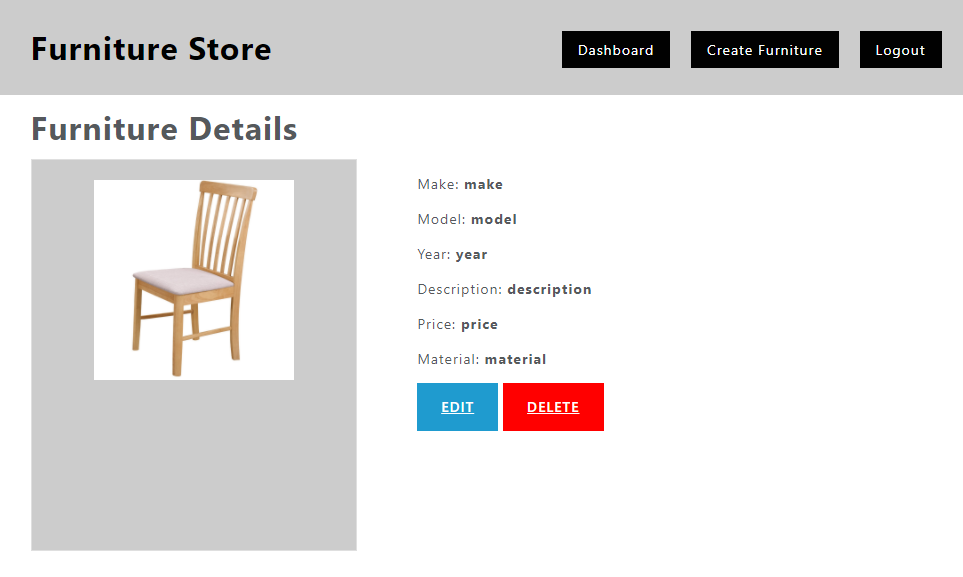 Furniture Store
Dashboard
Create Furniture
Logout
Furniture Details
Make: make
Model: model
Year: year
Description: description
Price: price
Material: material
EDIT
DELETE